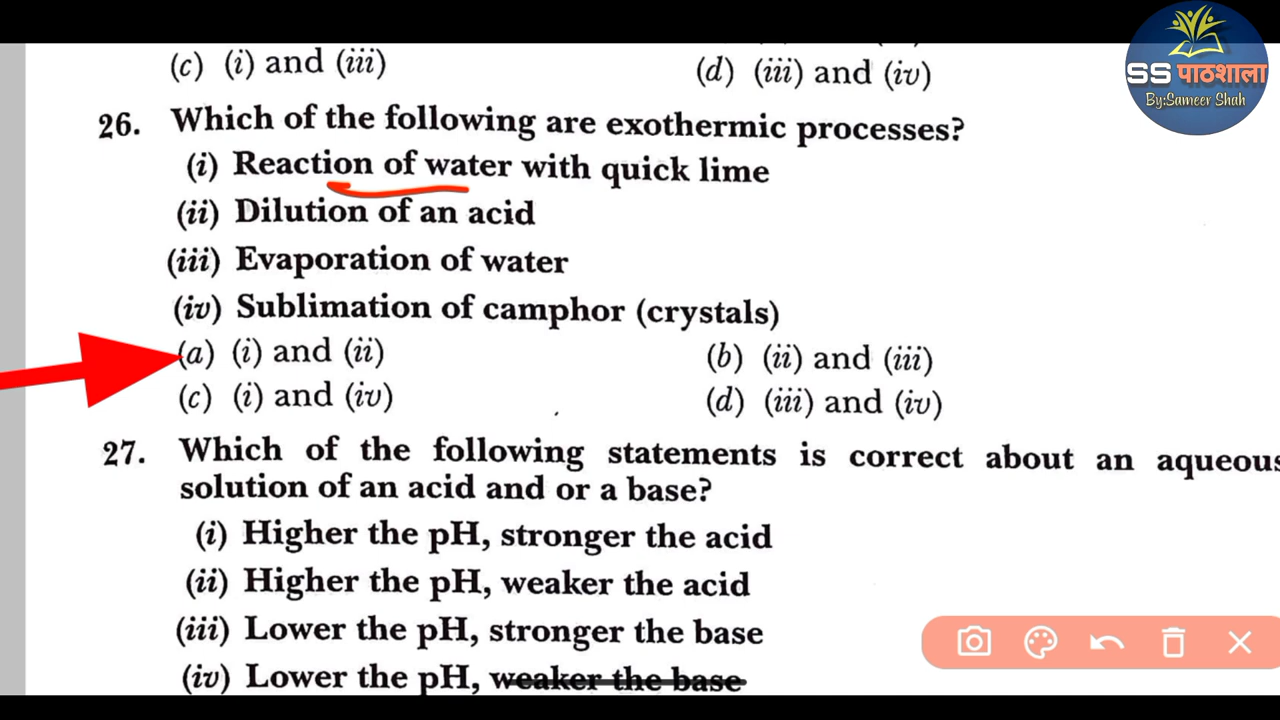 SS पाठशाला
By:Sameer Shah
(c) (i) and (iii) (d) (iii) and (iv)
26. Which of the following are exothermic processes?
(i) Reaction of water with quick lime
(ii) Dilution of an acid
(iii) Evaporation of water
(iv) Sublimation of camphor (crystals)
(a) (i) and (ii) (b) (ii) and (iii)
(c) (i) and (iv) (d) (iii) and (iv)
27. Which of the following statements is correct about an aqueous
solution of an acid and or a base?
(i) Higher the pH, stronger the acid
(ii) Higher the pH, weaker the acid
(iii) Lower the pH, stronger the base
(iv) Lower the pH, weaker the base